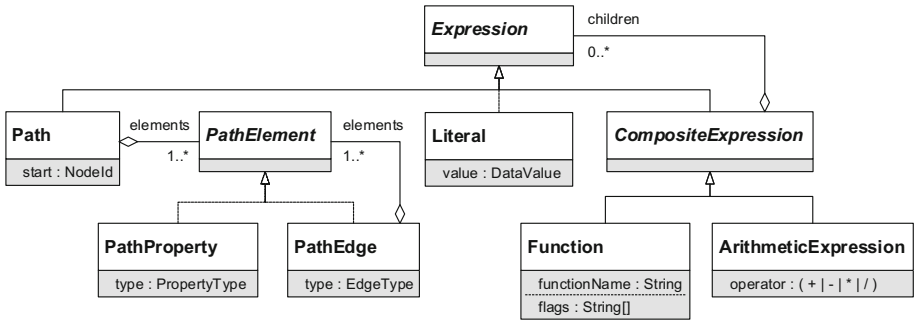 Expression
children
0..*
Path
start : NodeId
elements
1..*
PathElement
elements
1..*
Literal
value : DataValue
CompositeExpression
PathProperty
type : PropertyType
PathEdge
type : EdgeType
Function
functionName : String
flags : String[]
ArithmeticExpression
operator : ( + | - | * | / )